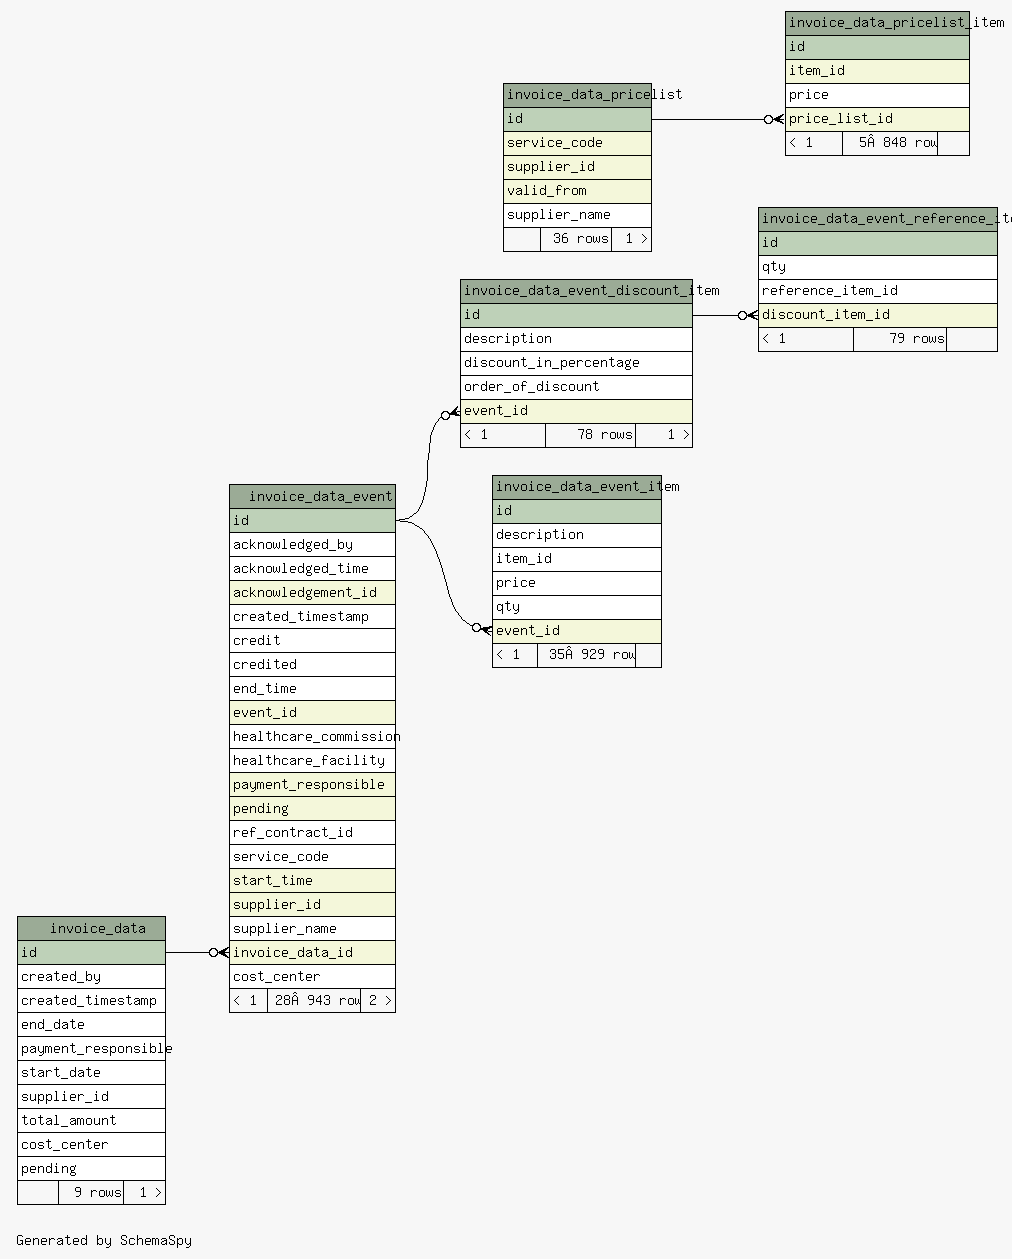 invoice_data_pricelist_item
id
item_id
price
price_list_id
< 1 5Â 848 row
invoice_data_pricelist
id
service_code
supplier_id
valid_from
supplier_name
36 rows 1 >
invoice_data_event_reference_ite
id
qty
reference_item_id
discount_item_id
< 1 79 rows
invoice_data_event_discount_item
id
description
discount_in_percentage
order_of_discount
event_id
< 1 78 rows 1 >
invoice_data_event_item
id
description
item_id
price
qty
event_id
< 1 35Â 929 row
invoice_data_event
id
acknowledged_by
acknowledged_time
acknowledgement_id
created_timestamp
credit
credited
end_time
event_id
healthcare_commission
healthcare_facility
payment_responsible
pending
ref_contract_id
service_code
start_time
supplier_id
supplier_name
invoice_data_id
cost_center
< 1 28Â 943 row 2 >
invoice_data
id
created_by
created_timestamp
end_date
payment_responsible
start_date
supplier_id
total_amount
cost_center
pending
9 rows 1 >
Generated by SchemaSpy